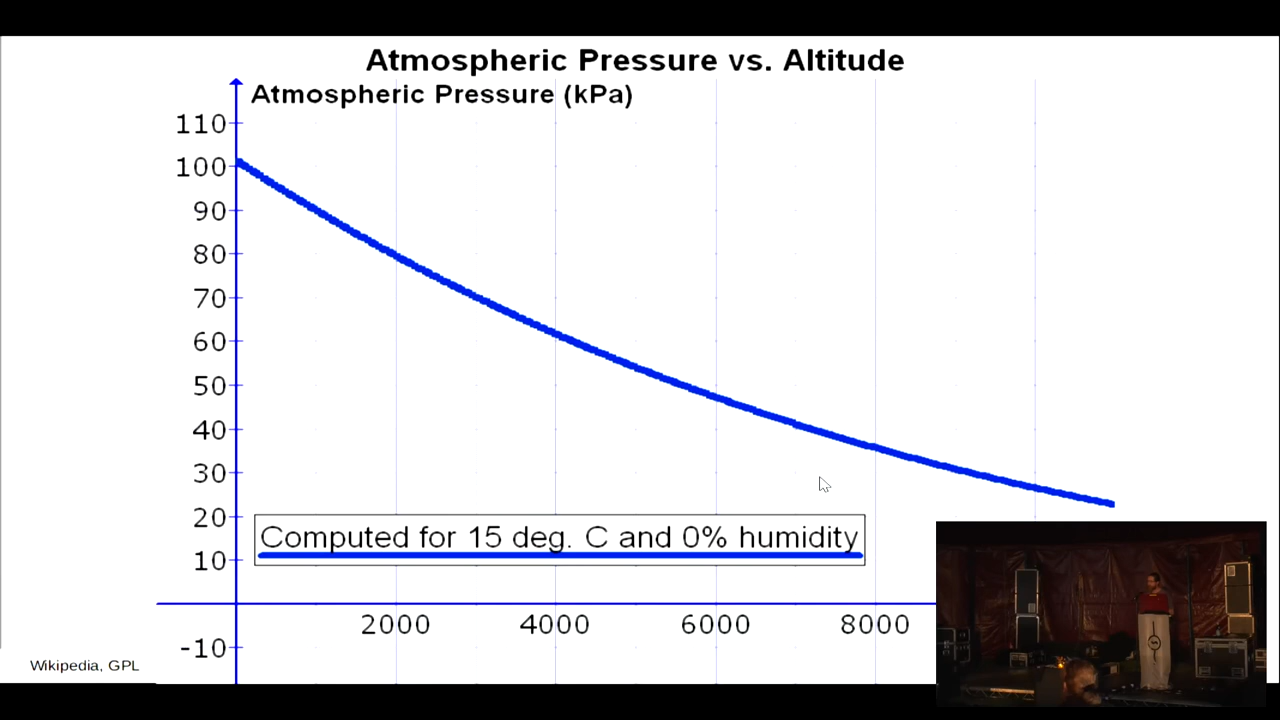 Atmospheric Pressure vs. Altitude
Atmospheric Pressure (kPa)
110
100
90
80
70
60
50
40
30
20
10
-10
Computed for 15 deg. C and 0% humidity
2000 4000 6000 8000
Wikipedia, GPL